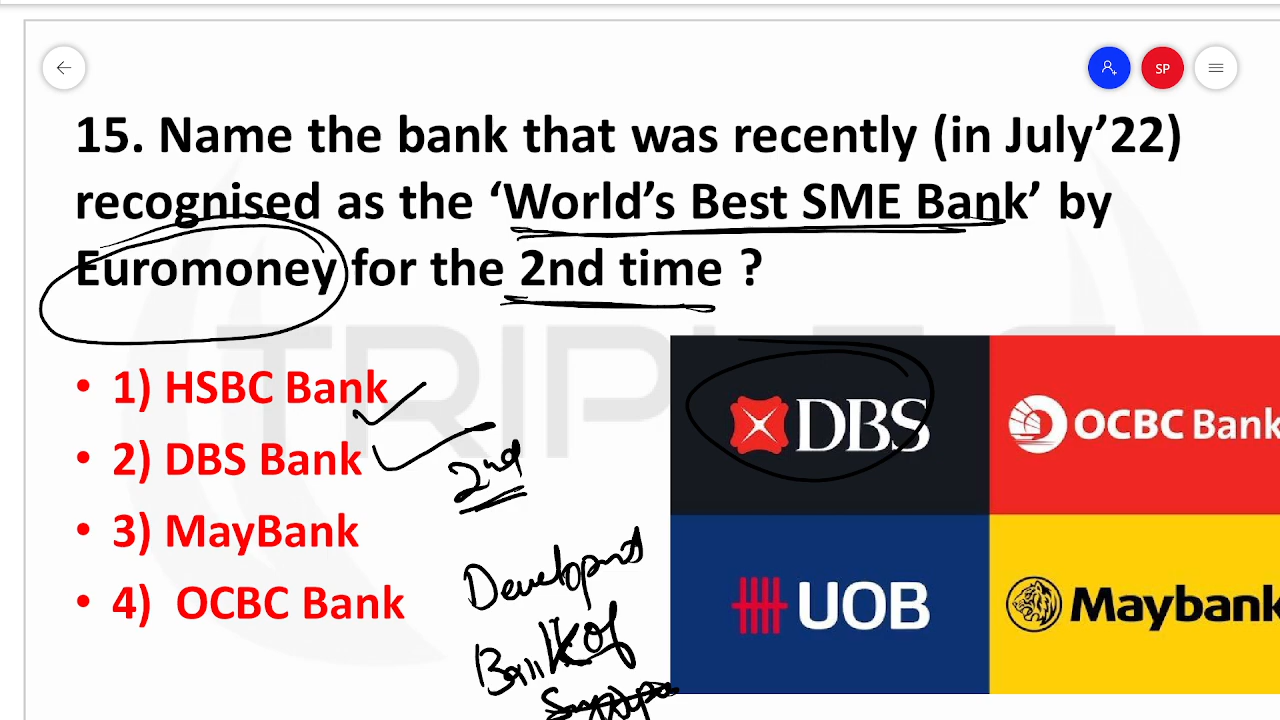 SP
15. Name the bank that was recently (in July’22)
recognised as the ‘World’s Best SME Bank’ by
Euromoney for the 2nd time ?
• 1) HSBC Bank
• 2) DBS Bank
• 3) MayBank
• 4) OCBC Bank
2nd
Bank of
DBS
OCBC Bank
UOB
Maybank